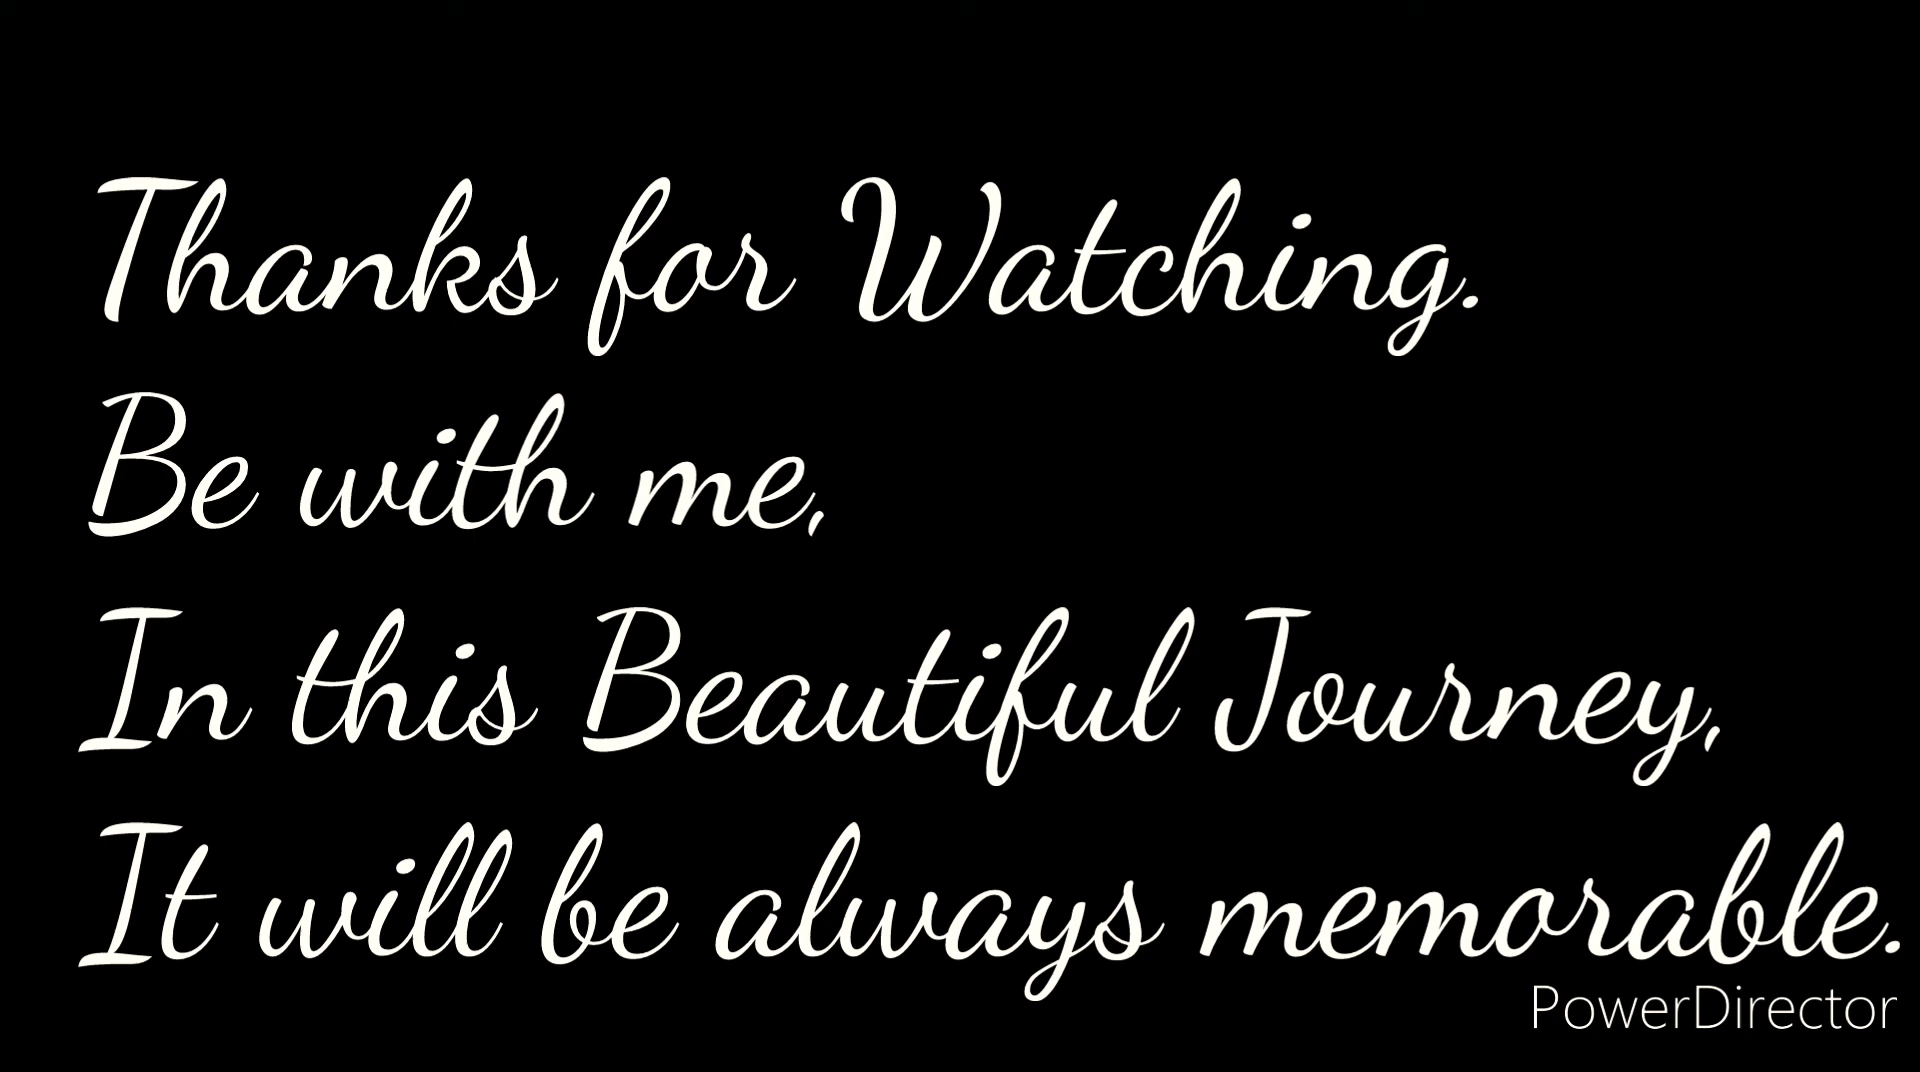 Thanks for Watching.
Be with me,
In this Beautiful Journey,
It will be always memorable.
PowerDirector